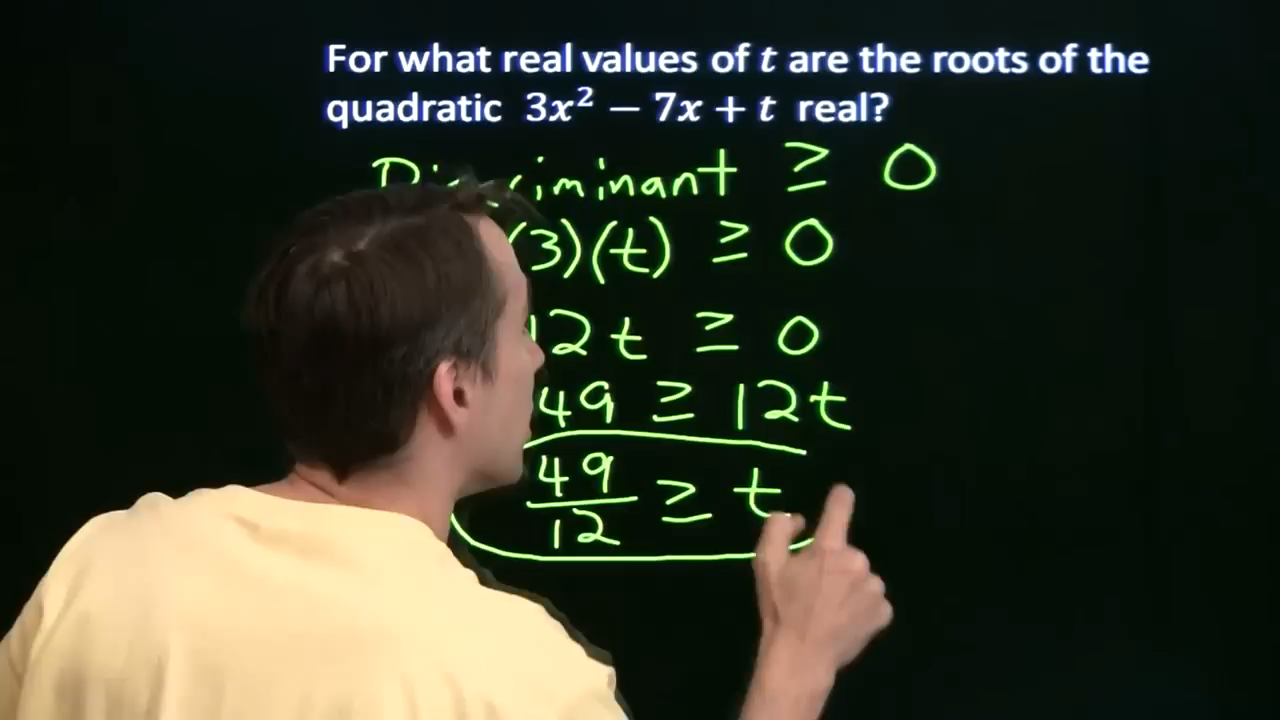 For what real values of t are the roots of the
quadratic 3x² − 7x + t real?
≥ 0
(3)(t) ≥ 0
12t ≥ 0
49 ≥ 12t
49/12 ≥ t